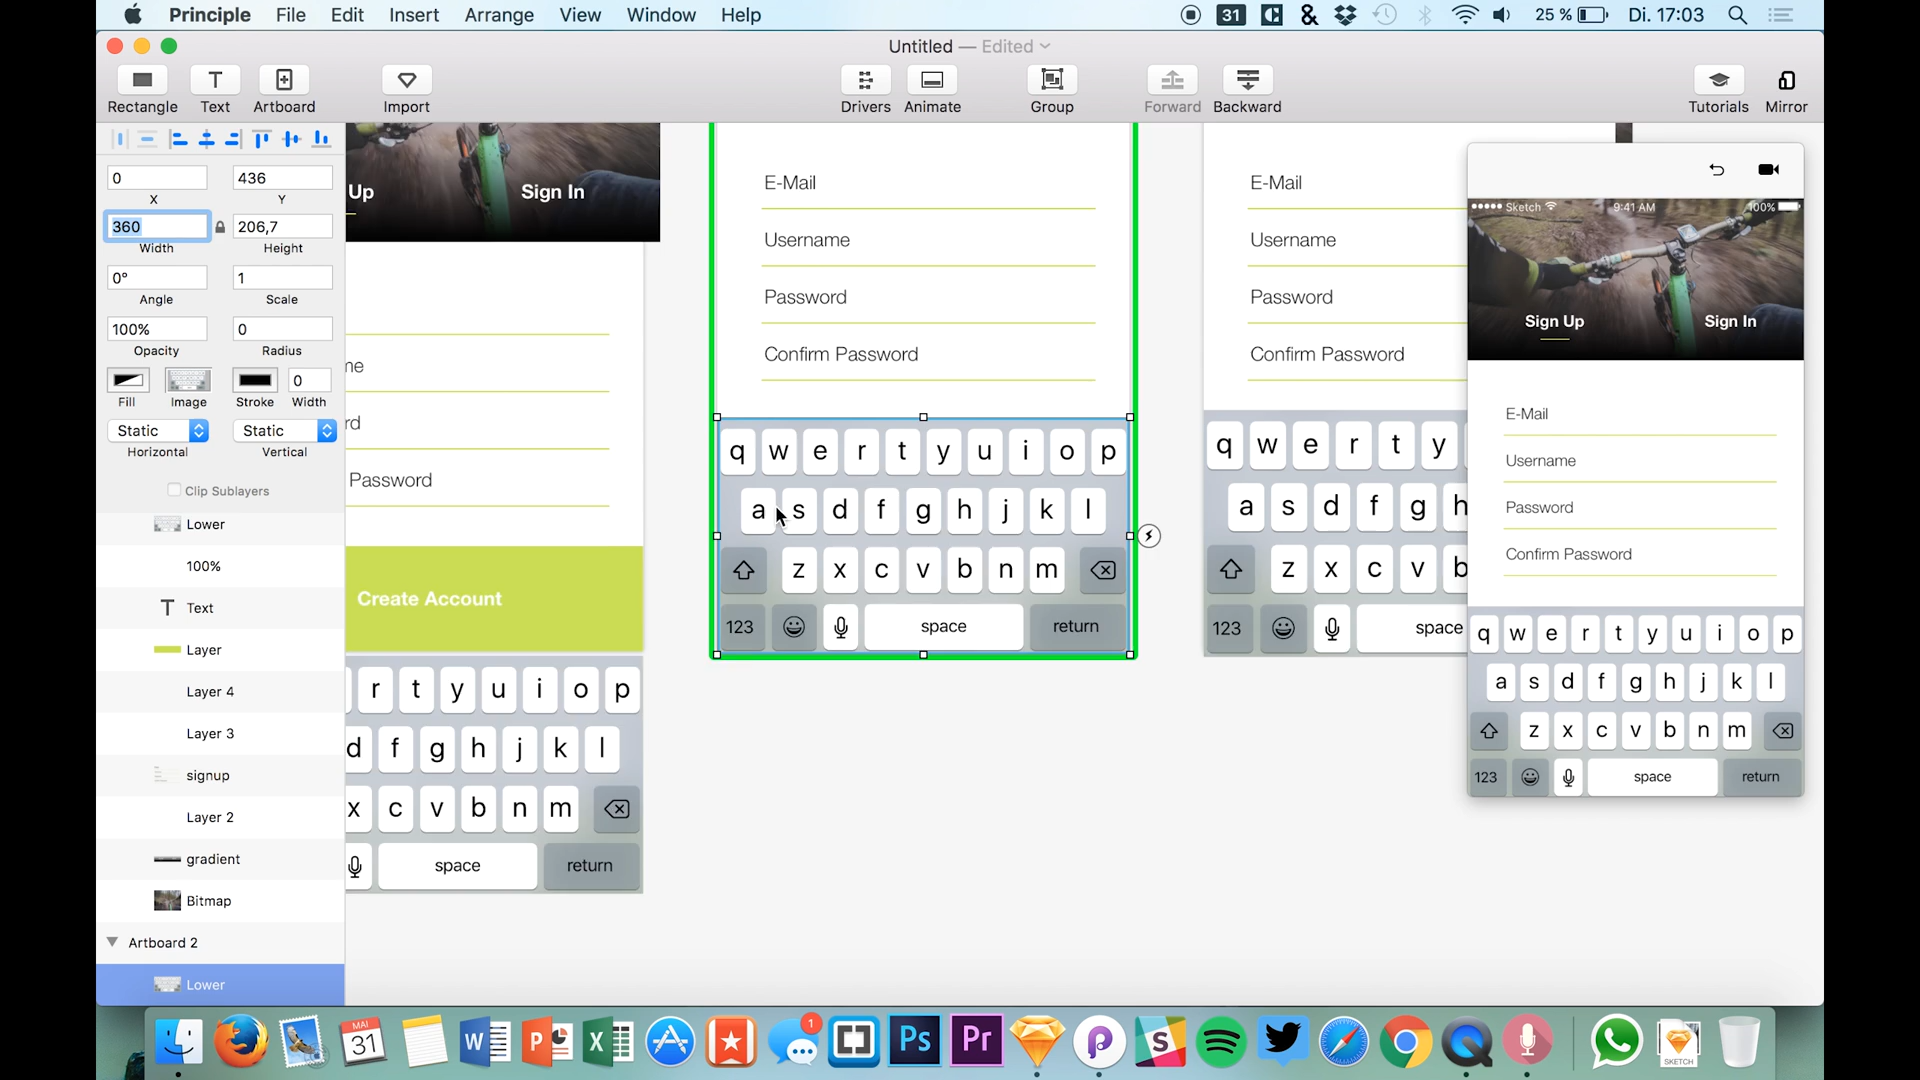 Principle File Edit Insert Arrange View Window Help
31 & 25 % Di. 17:03
Untitled — Edited
Rectangle Text Artboard Import Drivers Animate Group Forward Backward Tutorials Mirror
0 436
X Y
360 206,7
Width Height
0° 1
Angle Scale
100% 0
Opacity Radius
0
Fill Image Stroke Width
Static Static
Horizontal Vertical
Clip Sublayers
Lower
100%
T Text
Layer
Layer 4
Layer 3
signup
Layer 2
gradient
Bitmap
Artboard 2
Lower
Up Sign In
me
rd
Password
Create Account
r t y u i o p
d f g h j k l
x c v b n m
space return
E-Mail
Username
Password
Confirm Password
q w e r t y u i o p
a s d f g h j k l
z x c v b n m
123 space return
E-Mail
Username
Password
Confirm Password
q w e r t y
a s d f g h
z x c v b
123 space
Sketch 9:41 AM 100%
Sign Up Sign In
E-Mail
Username
Password
Confirm Password
q w e r t y u i o p
a s d f g h j k l
z x c v b n m
123 space return
MAI
31
W P X 1 Ps Pr
SKETCH